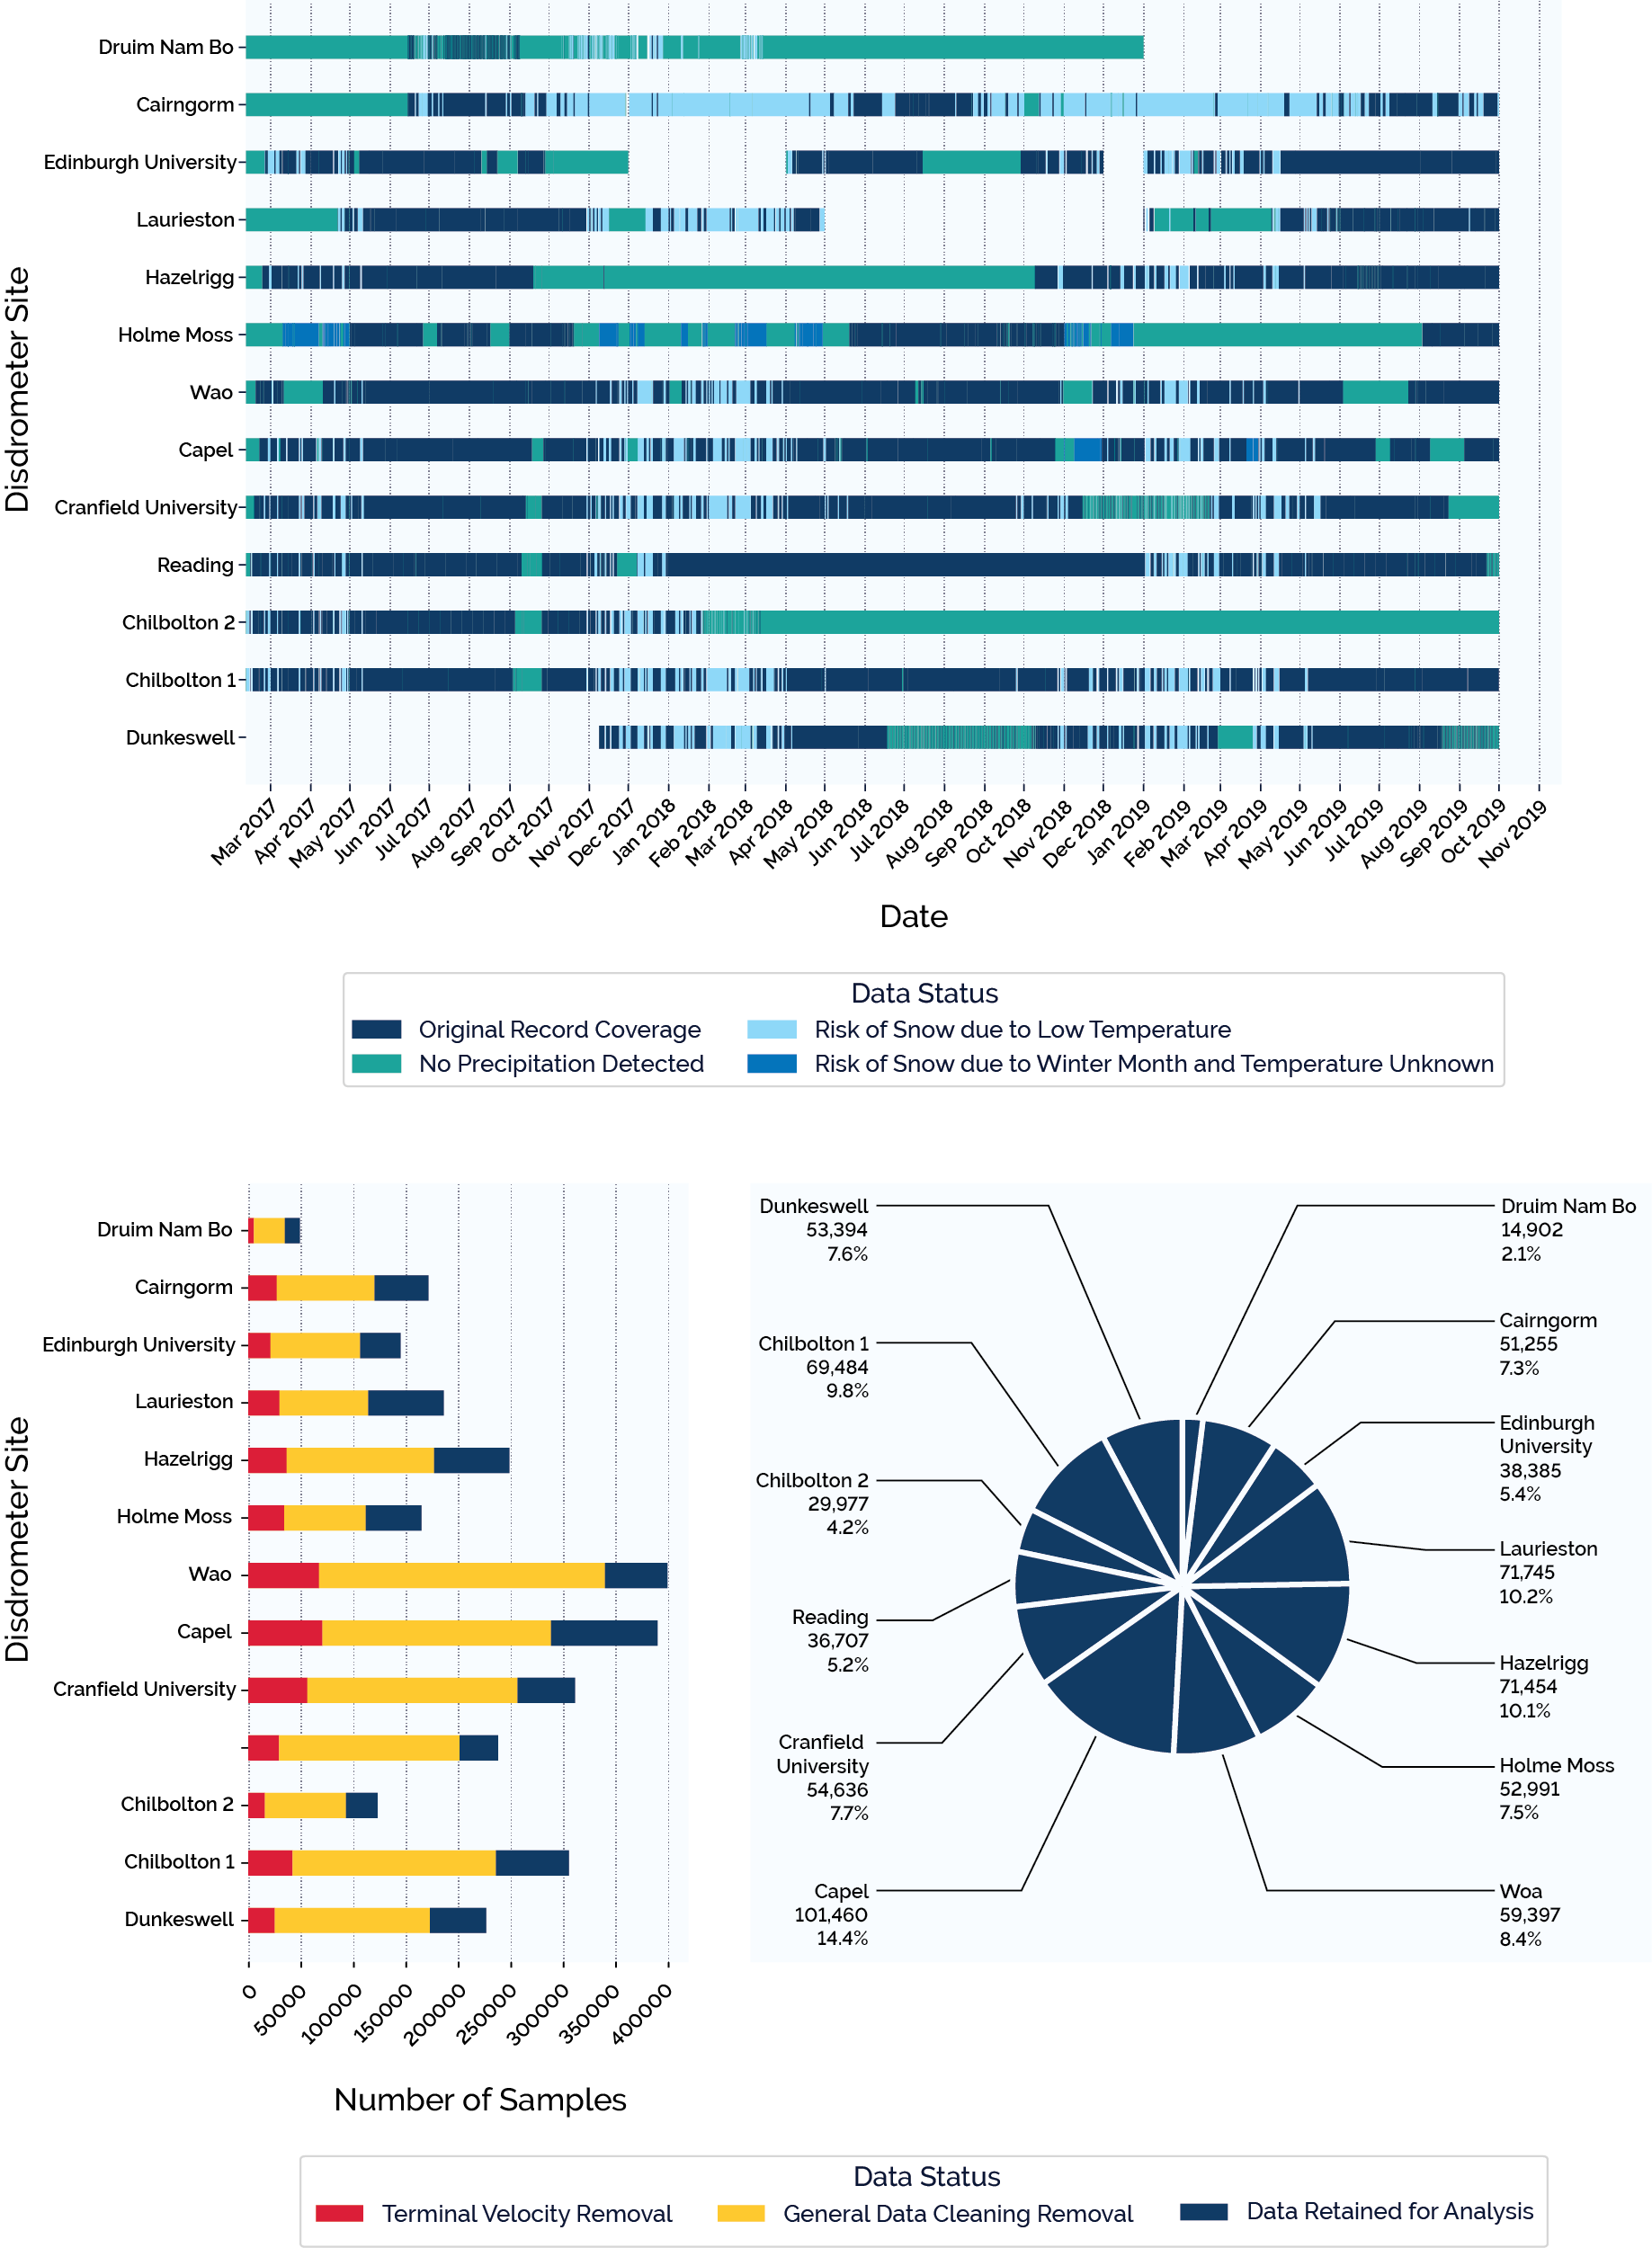 Disdrometer Site
Druim Nam Bo
Cairngorm
Edinburgh University
Laurieston
Hazelrigg
Holme Moss
Wao
Capel
Cranfield University
Reading
Chilbolton 2
Chilbolton 1
Dunkeswell
Mar 2017
Apr 2017
May 2017
Jun 2017
Jul 2017
Aug 2017
Sep 2017
Oct 2017
Nov 2017
Dec 2017
Jan 2018
Feb 2018
Mar 2018
Apr 2018
May 2018
Jun 2018
Jul 2018
Aug 2018
Sep 2018
Oct 2018
Nov 2018
Dec 2018
Jan 2019
Feb 2019
Mar 2019
Apr 2019
May 2019
Jun 2019
Jul 2019
Aug 2019
Sep 2019
Oct 2019
Nov 2019
Date
Data Status
Original Record Coverage
Risk of Snow due to Low Temperature
No Precipitation Detected
Risk of Snow due to Winter Month and Temperature Unknown
Disdrometer Site
Druim Nam Bo
Cairngorm
Edinburgh University
Laurieston
Hazelrigg
Holme Moss
Wao
Capel
Cranfield University
Chilbolton 2
Chilbolton 1
Dunkeswell
0
50000
100000
150000
200000
250000
300000
350000
400000
Number of Samples
Dunkeswell
53,394
7.6%
Chilbolton 1
69,484
9.8%
Chilbolton 2
29,977
4.2%
Reading
36,707
5.2%
Cranfield
University
54,636
7.7%
Capel
101,460
14.4%
Druim Nam Bo
14,902
2.1%
Cairngorm
51,255
7.3%
Edinburgh
University
38,385
5.4%
Laurieston
71,745
10.2%
Hazelrigg
71,454
10.1%
Holme Moss
52,991
7.5%
Woa
59,397
8.4%
Data Status
Terminal Velocity Removal
General Data Cleaning Removal
Data Retained for Analysis